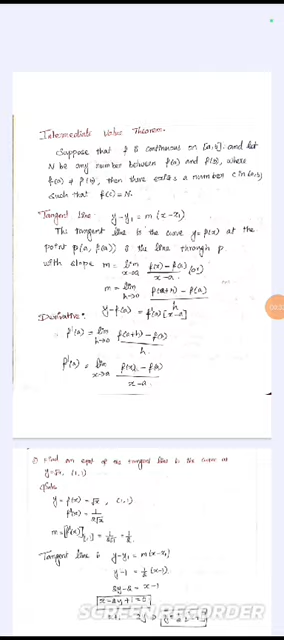 Intermediate Value Theorem.
Suppose that f is continuous on [a,b] and let
N be any number between f(a) and f(b), where
f(a) ≠ f(b), then there exists a number c in (a,b)
such that f(c) = N.
Tangent line: y-y₁ = m(x-x₁)
The tangent line to the curve y=f(x) at the
point P(a, f(a)) is the line through P
with slope m = lim x→a f(x) - f(a) / x-a (or)
m = lim h→0 f(a+h) - f(a) / h
y - f(a) = f'(a) [x-a]
Derivative:
f'(a) = lim h→0 f(a+h) - f(a) / h.
f'(a) = lim x→a f(x) - f(a) / x-a.
of the tangent line to the curve at
y=√x, (1,1)
y = f(x) = √x, (1,1)
f'(x) = 1/2√x
m = [f'(x)](1,1) = 1/2√1 = 1/2.
Tangent line is y-y₁ = m(x-x₁)
y-1 = 1/2 (x-1)
2y-2 = x-1
x-2y+1=0
SCREEN RECORDER